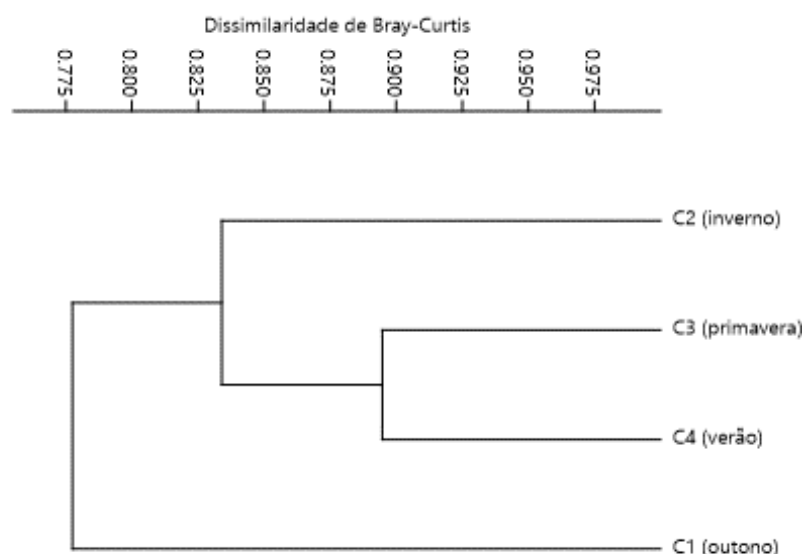 Dissimilaridade de Bray-Curtis
0.775 0.800 0.825 0.850 0.875 0.900 0.925 0.950 0.975
C2 (inverno)
C3 (primavera)
C4 (verão)
C1 (outono)